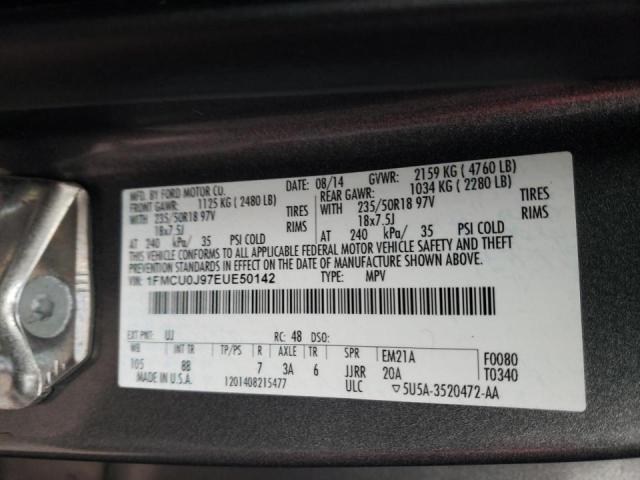 MFD. BY FORD MOTOR CO.
DATE: 08/14 GVWR: 2159 KG ( 4760 LB)
FRONT GAWR: 1125 KG ( 2480 LB) REAR GAWR: 1034 KG ( 2280 LB)
WITH 235/50R18 97V TIRES WITH 235/50R18 97V TIRES
18x7.5J RIMS 18x7.5J RIMS
AT 240 kPa/ 35 PSI COLD AT 240 kPa/ 35 PSI COLD
THIS VEHICLE CONFORMS TO ALL APPLICABLE FEDERAL MOTOR VEHICLE SAFETY AND THEFT
PREVENTION STANDARDS IN EFFECT ON THE DATE OF MANUFACTURE SHOWN ABOVE.
VIN: 1FMCU0J97EUE50142 TYPE: MPV
EXT PNT: UJ RC: 48 DSO:
WB INT TR TP/PS R AXLE TR SPR EM21A F0080
105 88 7 3A 6 JJRR 20A T0340
MADE IN U.S.A. 1201408215477 ULC ▽5U5A-3520472-AA